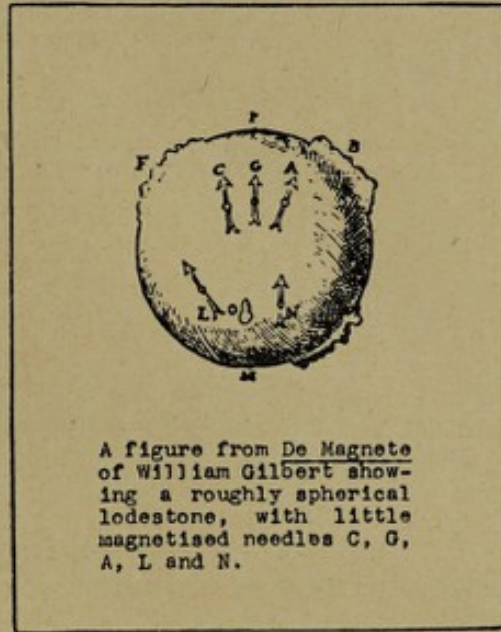 P
F B
C G A
L O N
M
A figure from De Magnete
of William Gilbert show-
ing a roughly spherical
lodestone, with little
magnetised needles C, G,
A, L and N.